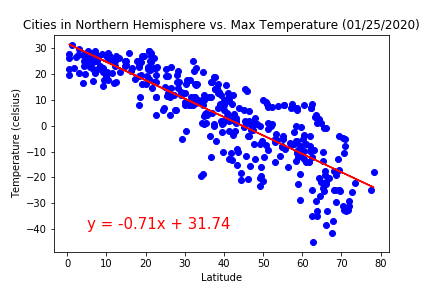 Cities in Northern Hemisphere vs. Max Temperature (01/25/2020)
30
20
10
0
−10
−20
−30
−40
Temperature (celsius)
y = -0.71x + 31.74
0 10 20 30 40 50 60 70 80
Latitude